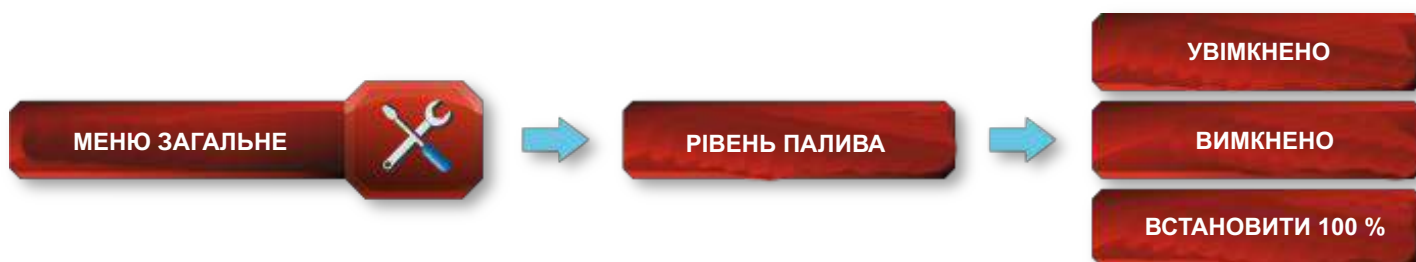 МЕНЮ ЗАГАЛЬНЕ
РІВЕНЬ ПАЛИВА
УВІМКНЕНО
ВИМКНЕНО
ВСТАНОВИТИ 100 %